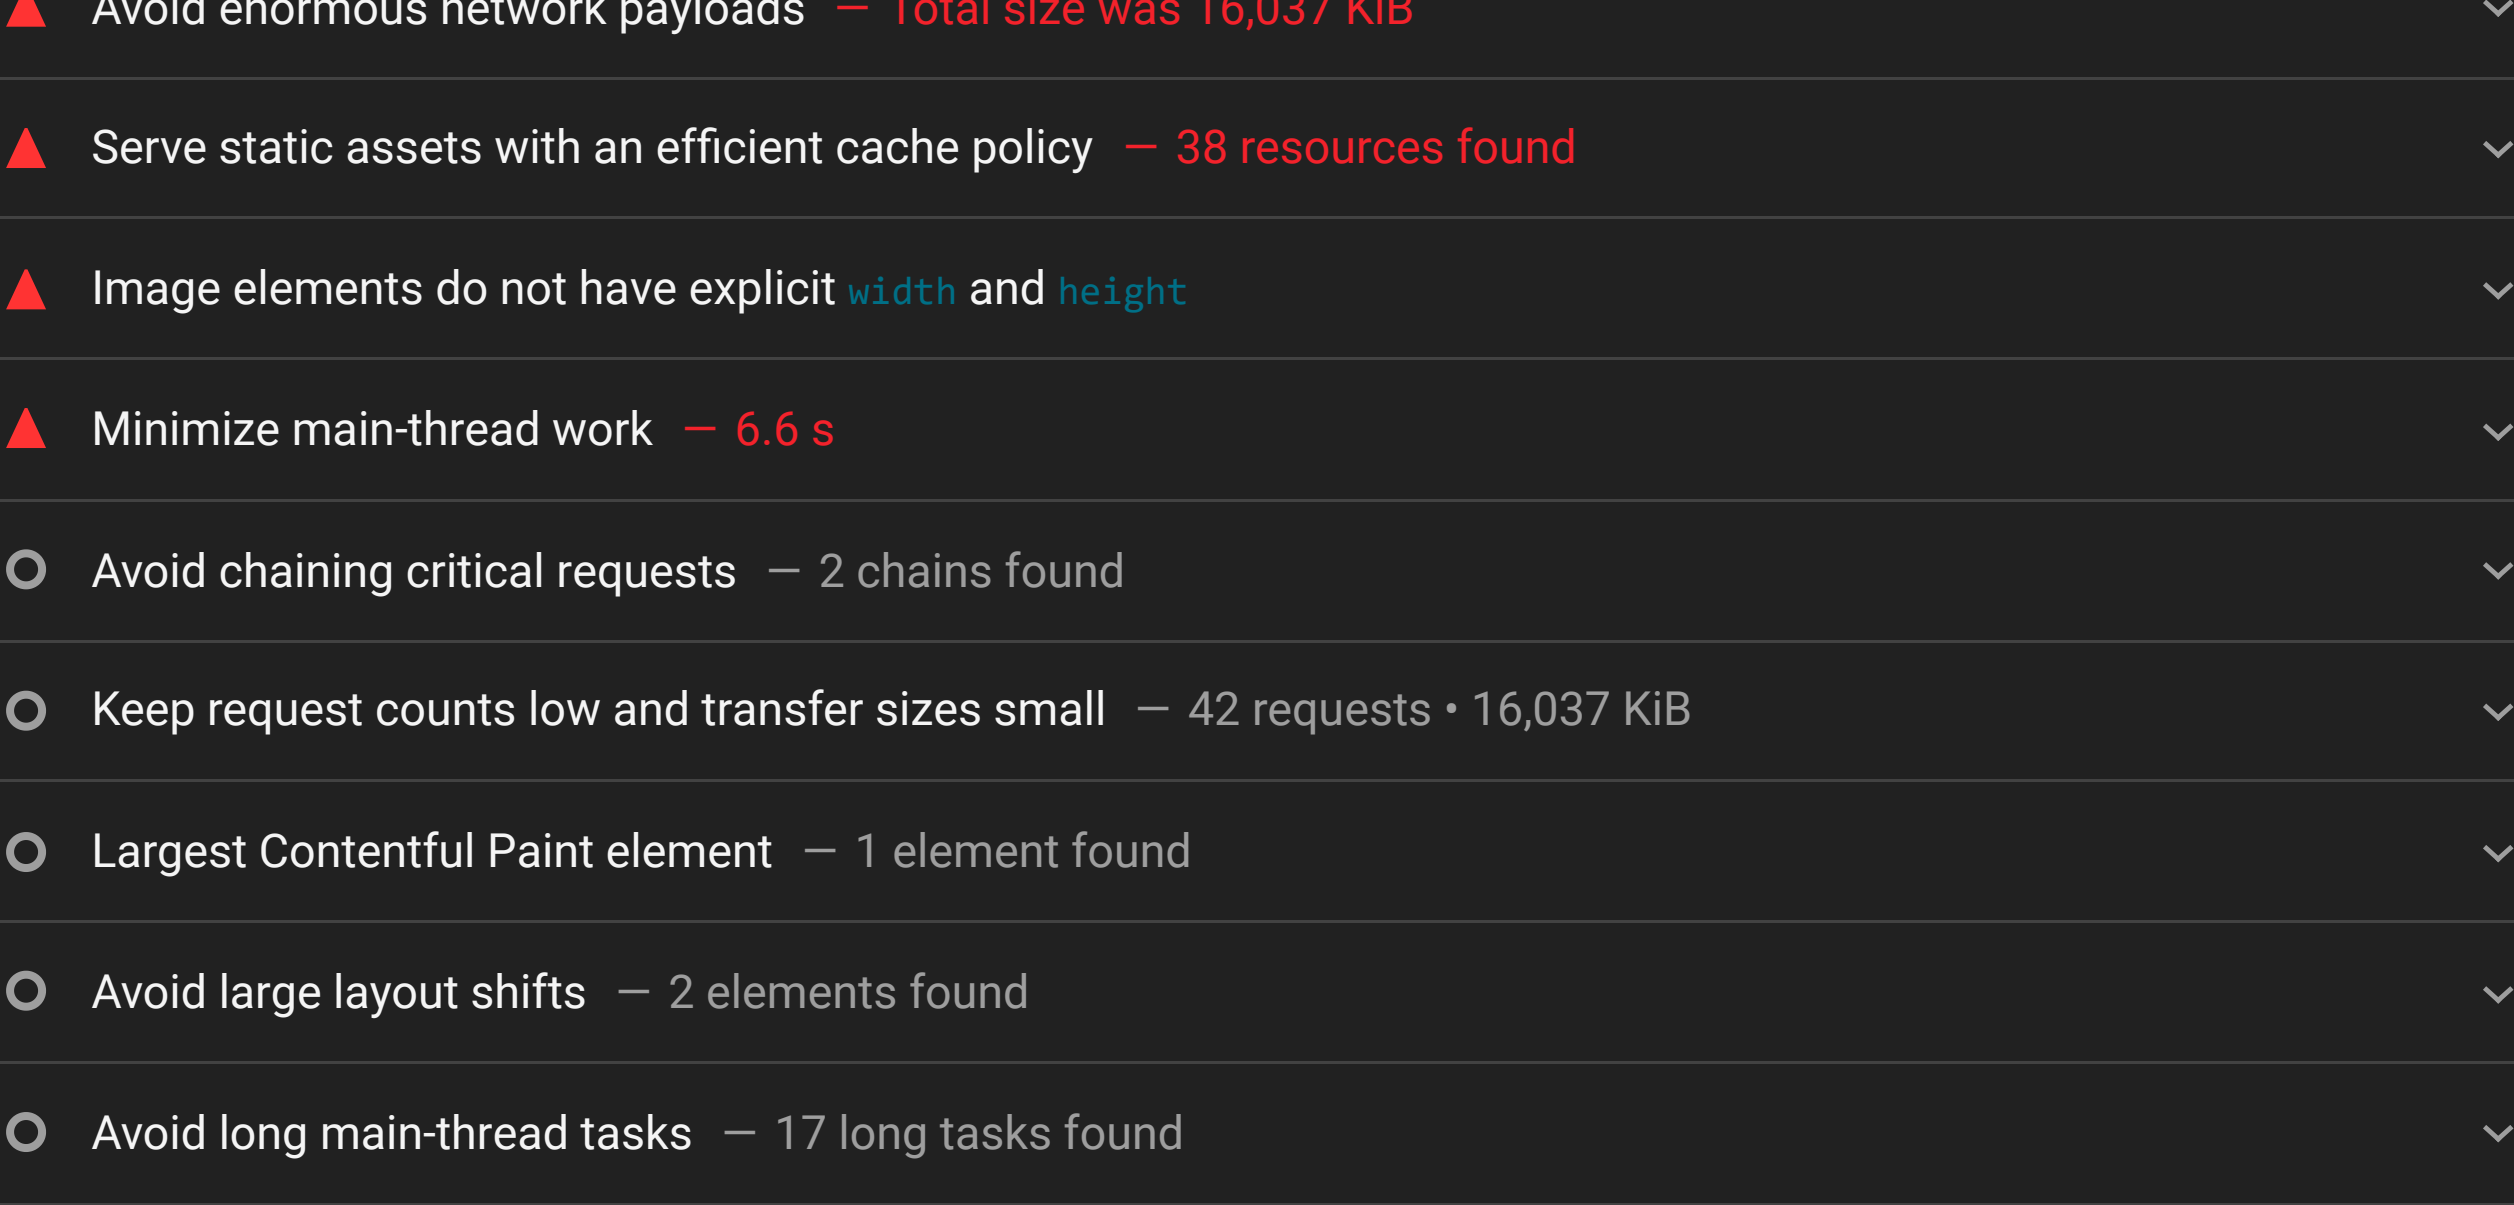 Avoid enormous network payloads — Total size was 16,037 KiB
Serve static assets with an efficient cache policy — 38 resources found
Image elements do not have explicit width and height
Minimize main-thread work — 6.6 s
Avoid chaining critical requests — 2 chains found
Keep request counts low and transfer sizes small — 42 requests • 16,037 KiB
Largest Contentful Paint element — 1 element found
Avoid large layout shifts — 2 elements found
Avoid long main-thread tasks — 17 long tasks found